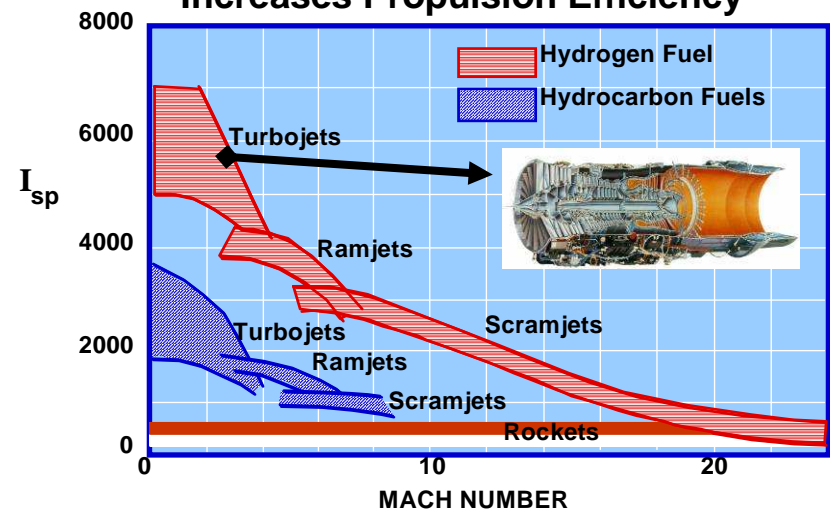 Increases Propulsion Efficiency
8000
Hydrogen Fuel
Hydrocarbon Fuels
6000
Turbojets
I
sp
4000
Ramjets
Scramjets
2000
Turbojets
Ramjets
Scramjets
Rockets
0
0
10
20
MACH NUMBER